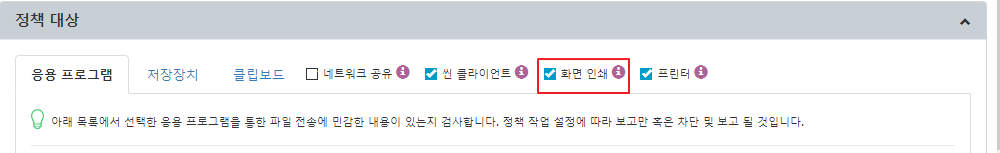 정책 대상
응용 프로그램 저장장치 클립보드 네트워크 공유 씬 클라이언트 화면 인쇄 프린터
아래 목록에서 선택한 응용 프로그램을 통한 파일 전송에 민감한 내용이 있는지 검사합니다. 정책 작업 설정에 따라 보고만 혹은 차단 및 보고 될 것입니다.